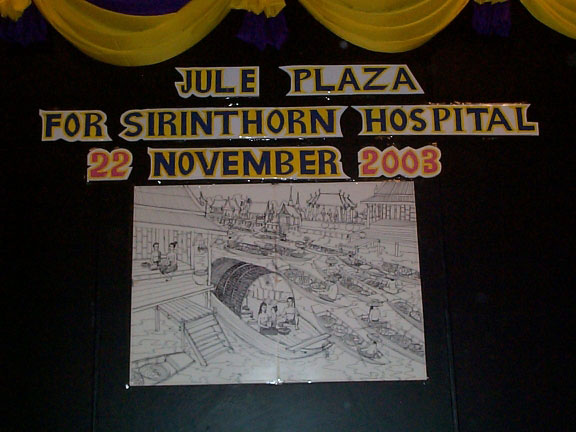 JULE PLAZA
FOR SIRINTHORN HOSPITAL
22 NOVEMBER 2003